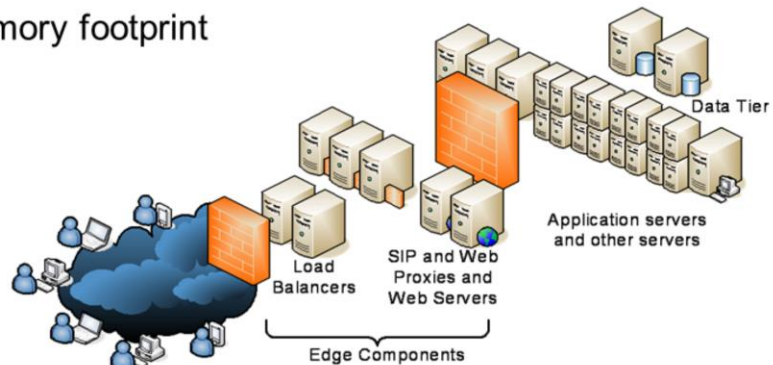 footprint
Data Tier
Application servers
and other servers
Load
Balancers
SIP and Web
Proxies and
Web Servers
Edge Components